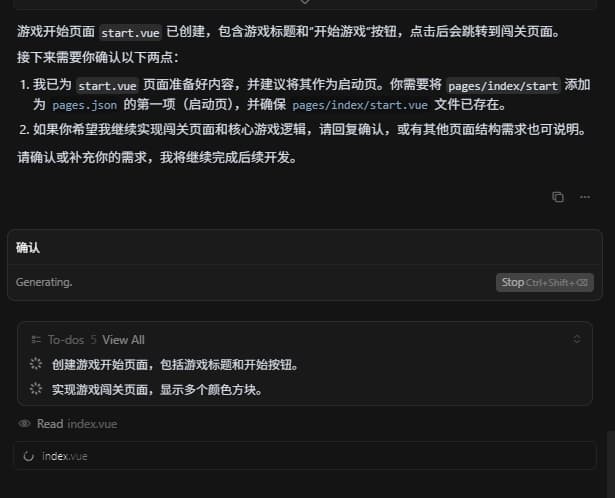 游戏开始页面 start.vue 已创建，包含游戏标题和“开始游戏”按钮，点击后会跳转到闯关页面。
接下来需要你确认以下两点：
1. 我已为 start.vue 页面准备好内容，并建议将其作为启动页。你需要将 pages/index/start 添加
为 pages.json 的第一项（启动页），并确保 pages/index/start.vue 文件已存在。
2. 如果你希望我继续实现闯关页面和核心游戏逻辑，请回复确认，或有其他页面结构需求也可说明。
请确认或补充你的需求，我将继续完成后续开发。
确认
Generating.
Stop Ctrl+Shift+⌫
To-dos 5 View All
创建游戏开始页面，包括游戏标题和开始按钮。
实现游戏闯关页面，显示多个颜色方块。
Read index.vue
index.vue